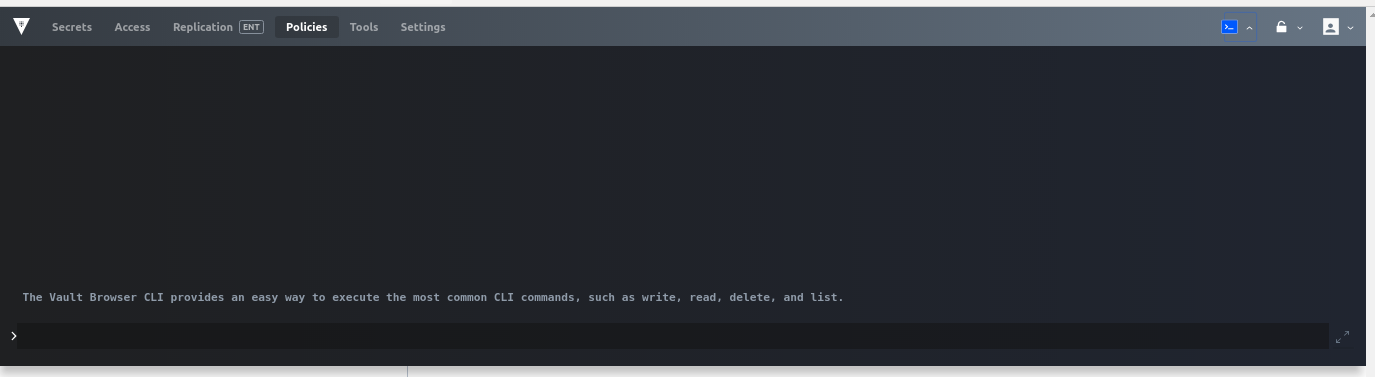 Secrets Access Replication ENT Policies Tools Settings
The Vault Browser CLI provides an easy way to execute the most common CLI commands, such as write, read, delete, and list.